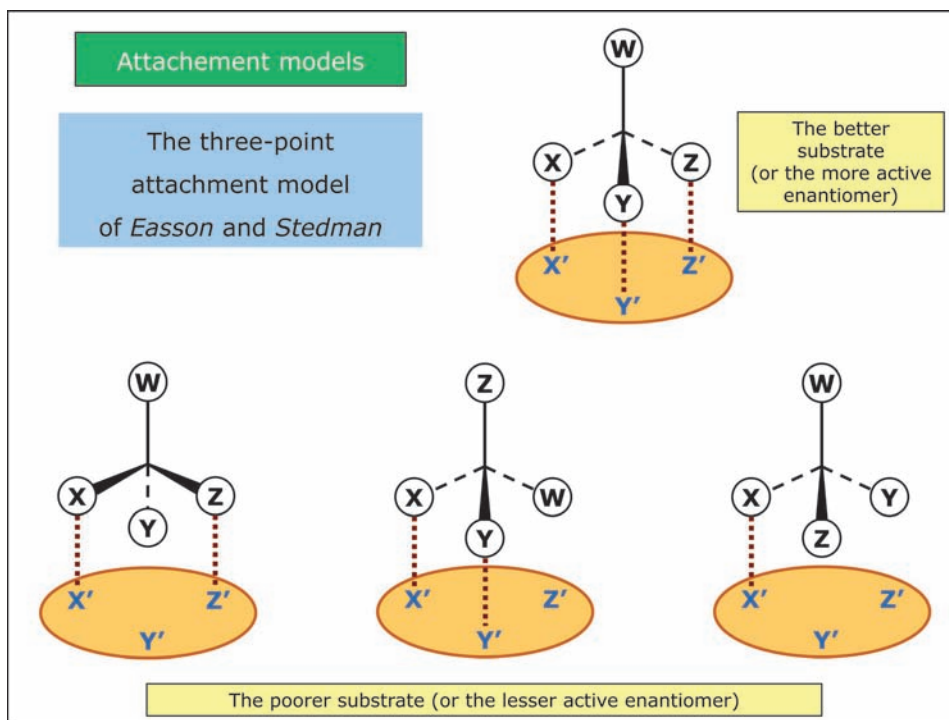 Attachement models
The three-point
attachment model
of Easson and Stedman
The better
substrate
(or the more active
enantiomer)
W
X Z
Y
X′ Z′
Y′
W Z W
X Z X W X Y
Y Y Z
X′ Z′ X′ Z′ X′ Z′
Y′ Y′ Y′
The poorer substrate (or the lesser active enantiomer)